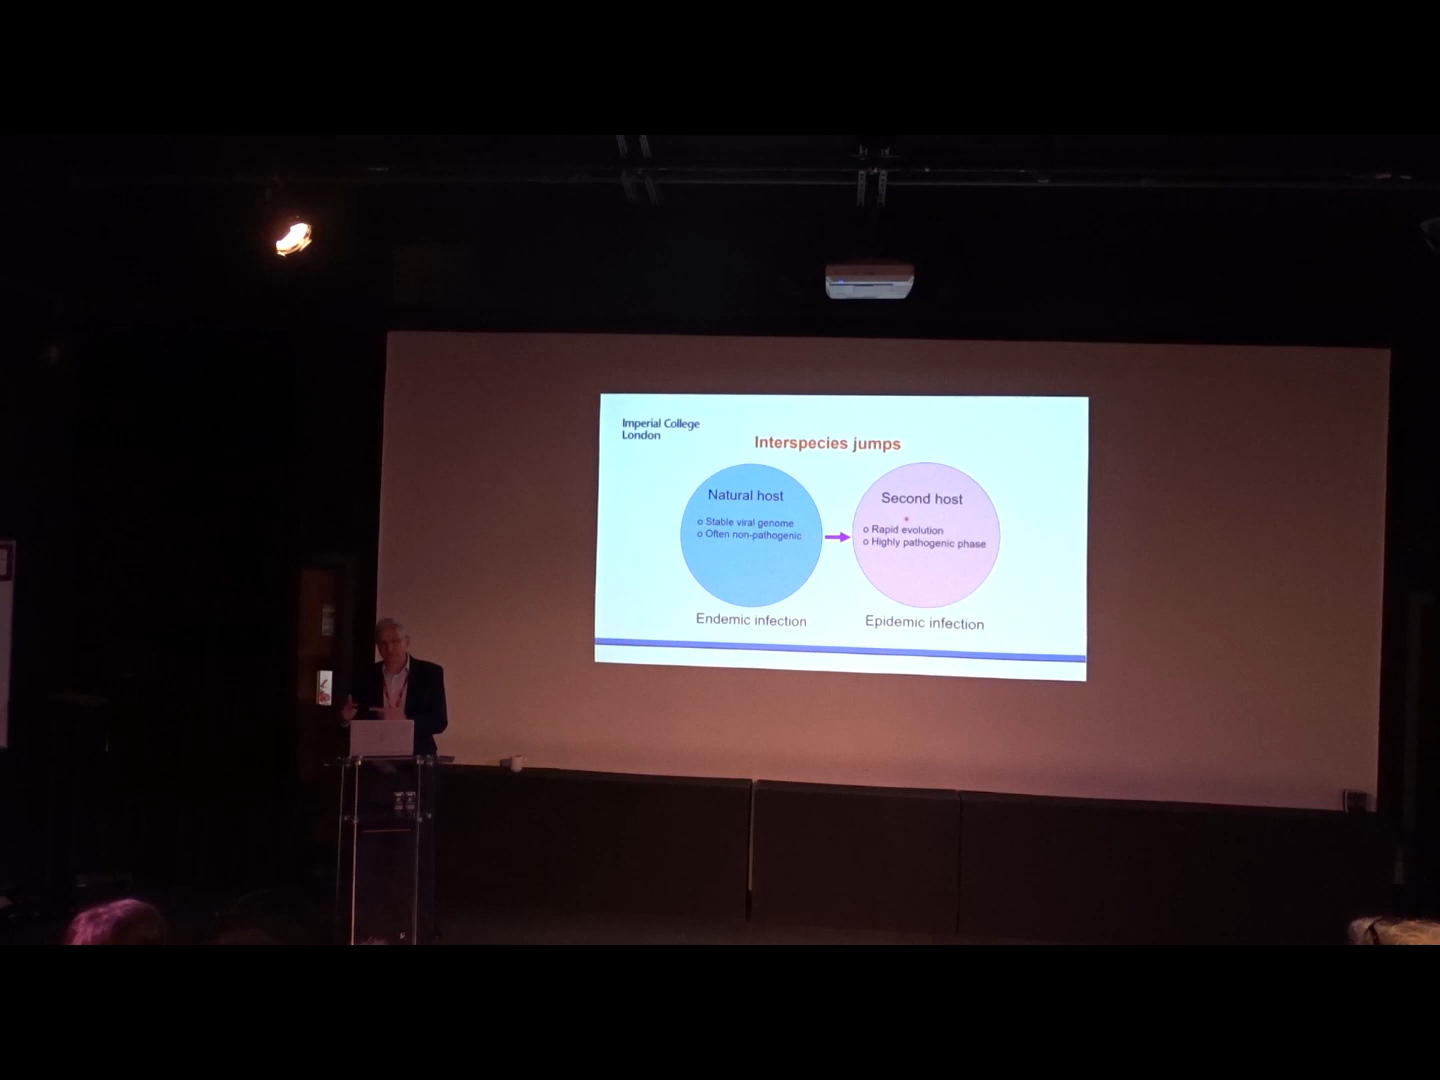 Imperial College
London
Interspecies jumps
Natural host
o Stable viral genome
o Often non-pathogenic
Second host
o Rapid evolution
o Highly pathogenic phase
Endemic infection
Epidemic infection